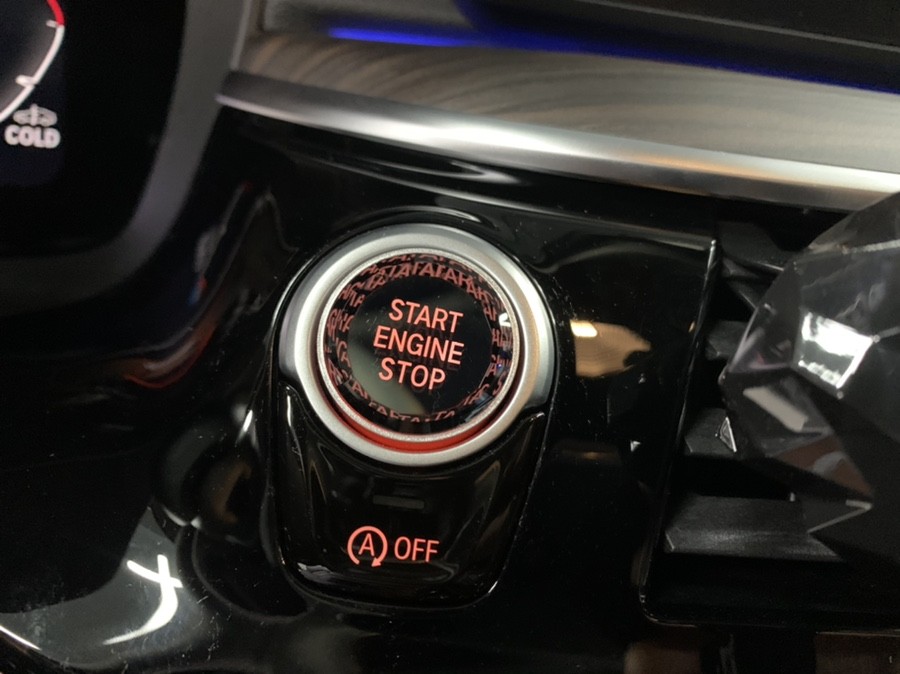 COLD
START
ENGINE
STOP
A OFF